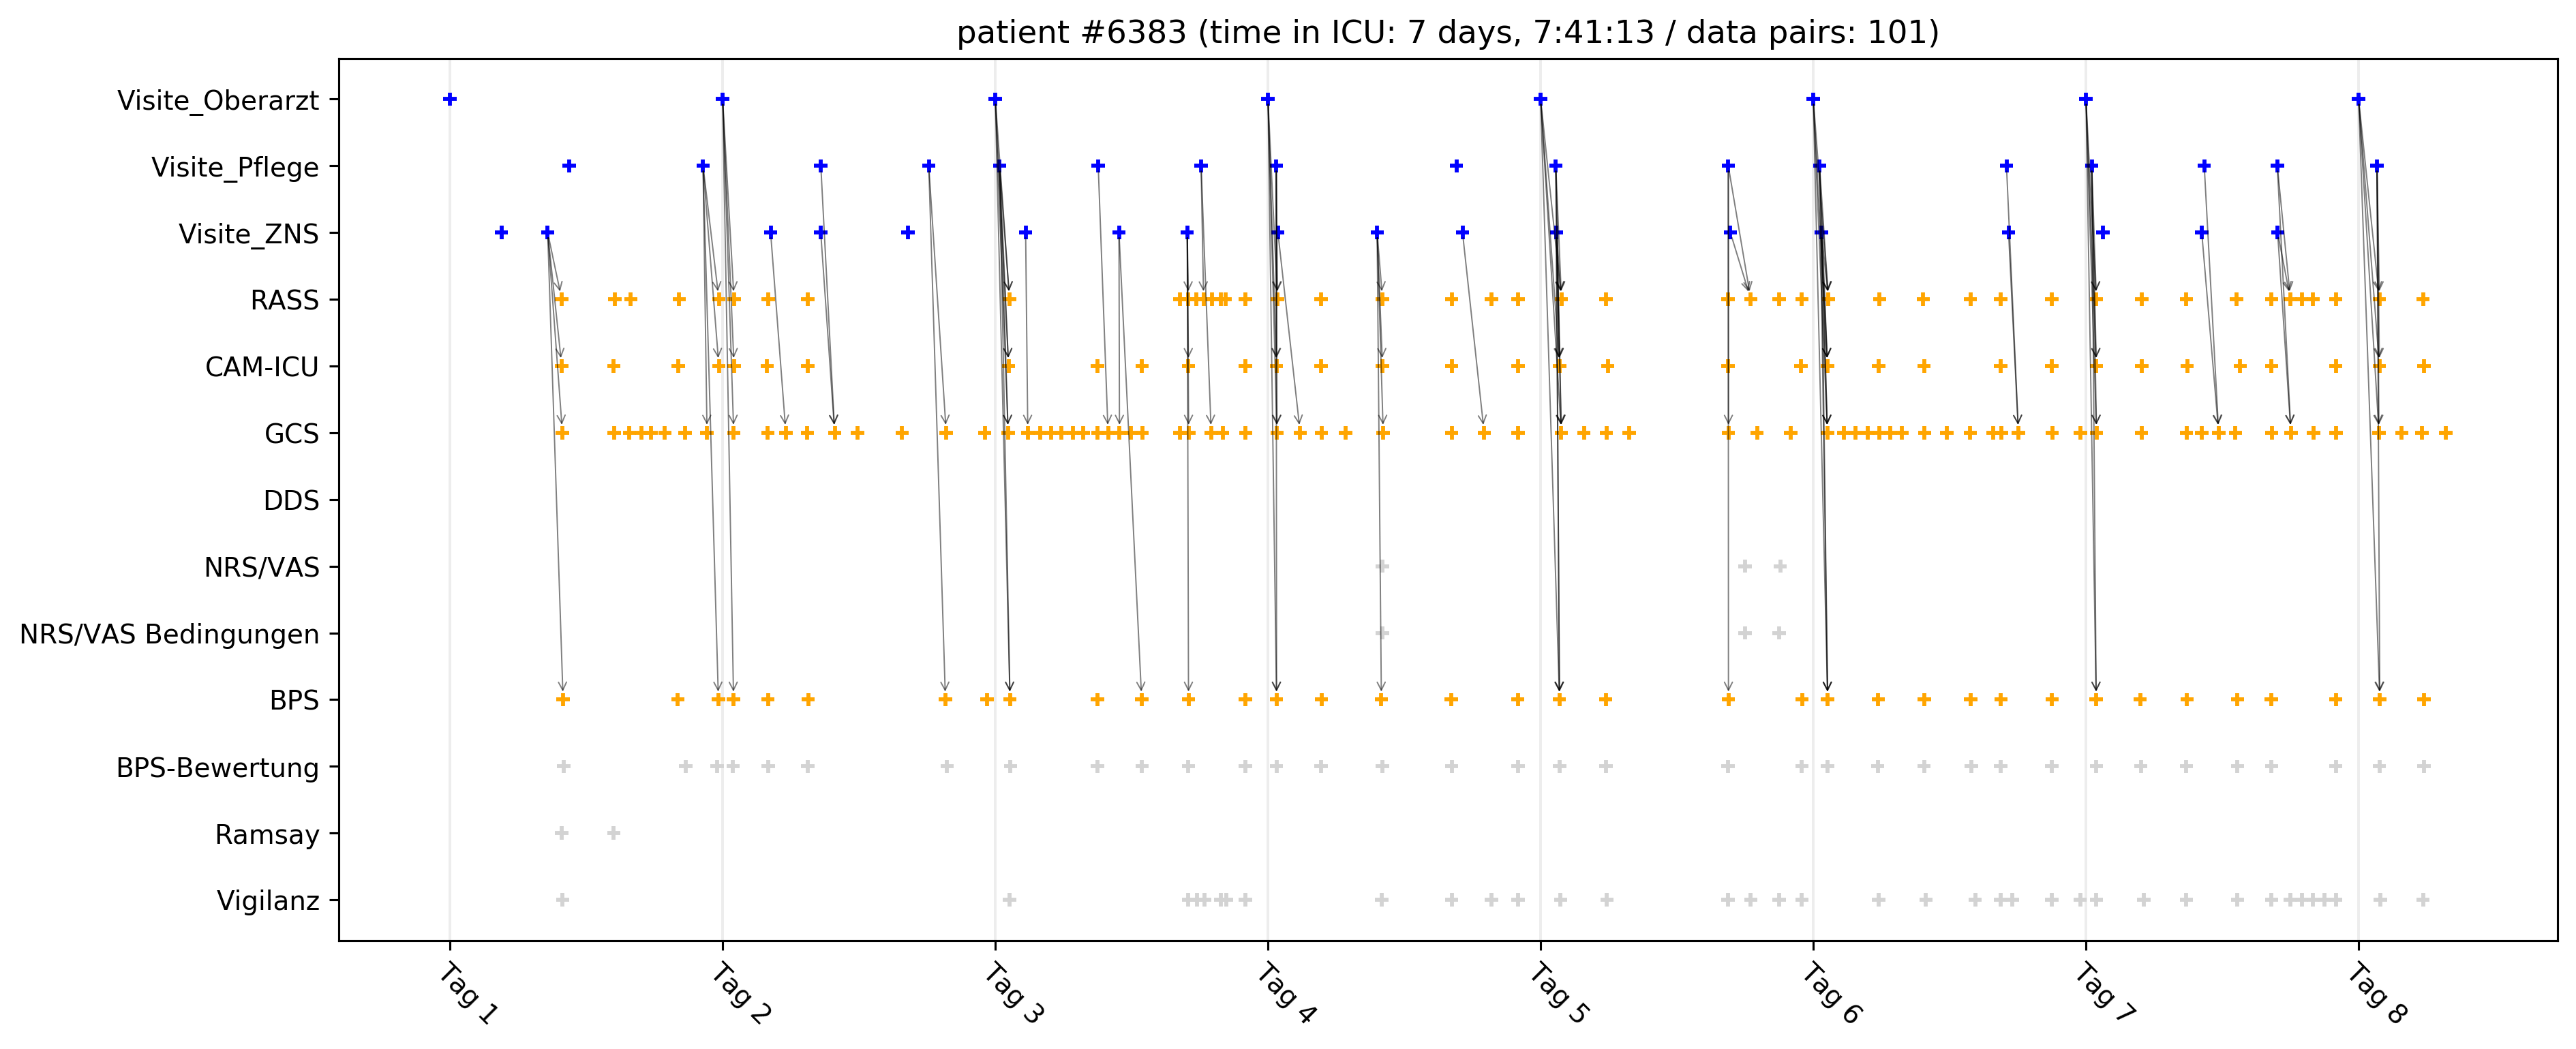 patient #6383 (time in ICU: 7 days, 7:41:13 / data pairs: 101)
Visite_Oberarzt
Visite_Pflege
Visite_ZNS
RASS
CAM-ICU
GCS
DDS
NRS/VAS
NRS/VAS Bedingungen
BPS
BPS-Bewertung
Ramsay
Vigilanz
Tag 1
Tag 2
Tag 3
Tag 4
Tag 5
Tag 6
Tag 7
Tag 8